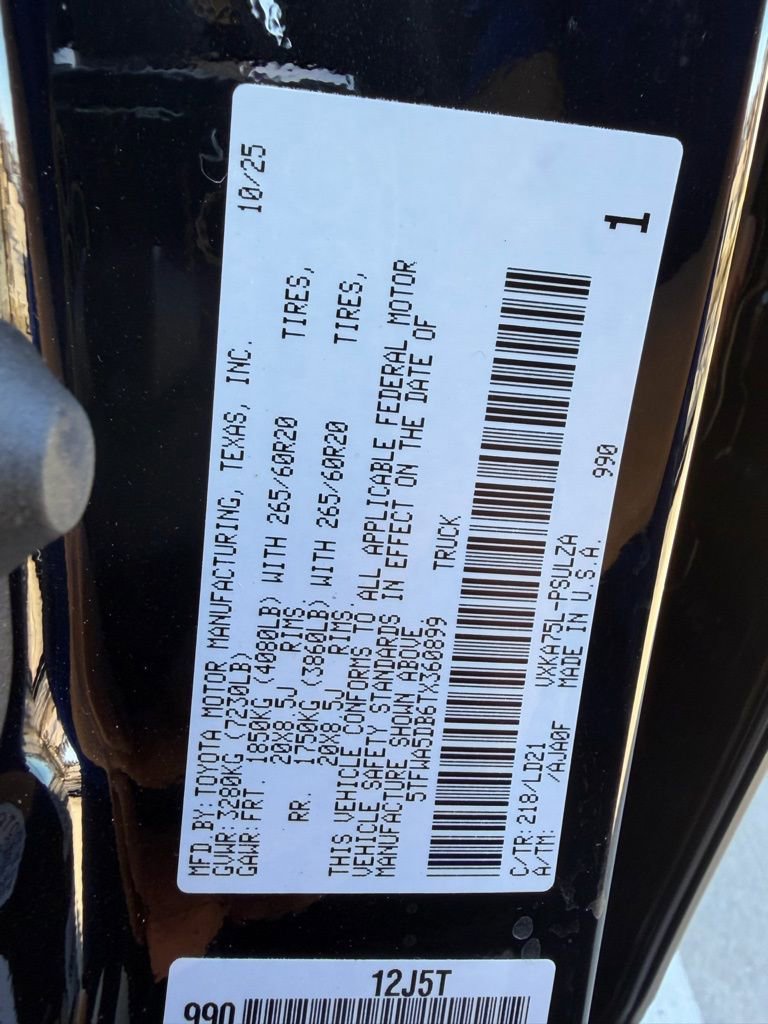 MFD.BY:TOYOTA MOTOR MANUFACTURING, TEXAS, INC. 10/25
GVWR:3280KG (7230LB)
GAWR:FRT. 1850KG (4080LB) WITH 265/60R20 TIRES,
20X8.5J RIMS.
RR. 1750KG (3860LB) WITH 265/60R20 TIRES,
20X8.5J RIMS.
THIS VEHICLE CONFORMS TO ALL APPLICABLE FEDERAL MOTOR
VEHICLE SAFETY STANDARDS IN EFFECT ON THE DATE OF
MANUFACTURE SHOWN ABOVE
5TFWA5DB6TX360899 TRUCK
C/TR:218/LD21 VXKA75L-PSULZA 990 1
A/TM: /AJA0F MADE IN U.S.A.
12J5T
990